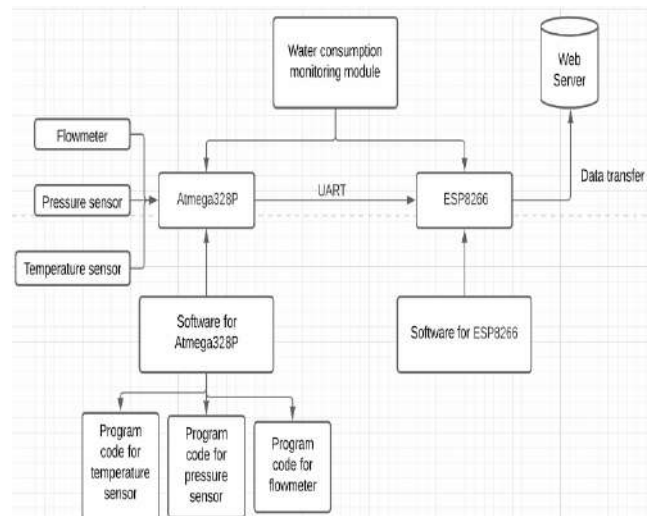 Water consumption
monitoring module
Web
Server
Flowmeter
Pressure sensor
Temperature sensor
Atmega328P
UART
ESP8266
Data transfer
Software for
Atmega328P
Software for ESP8266
Program
code for
temperature
sensor
Program
code for
pressure
sensor
Program
code for
flowmeter